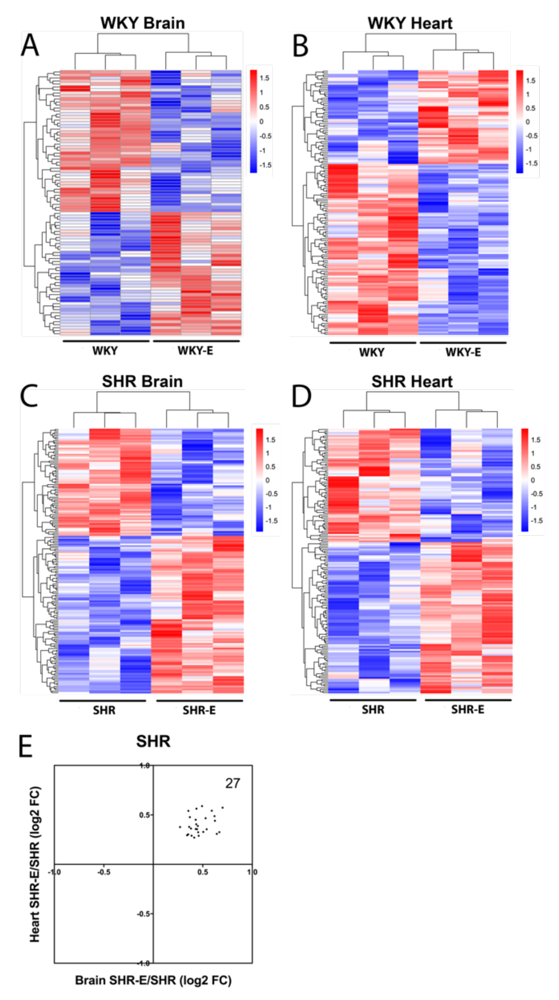 WKY Brain
A
1.5
1
0.5
0
-0.5
-1
-1.5
WKY WKY-E
WKY Heart
B
1.5
1
0.5
0
-0.5
-1
-1.5
WKY WKY-E
SHR Brain
C
1.5
1
0.5
0
-0.5
-1
-1.5
SHR SHR-E
SHR Heart
D
1.5
1
0.5
0
-0.5
-1
-1.5
SHR SHR-E
E
SHR
1.0
27
0.5
-1.0 -0.5 0.5 1.0
-0.5
-1.0
Heart SHR-E/SHR (log2 FC)
Brain SHR-E/SHR (log2 FC)